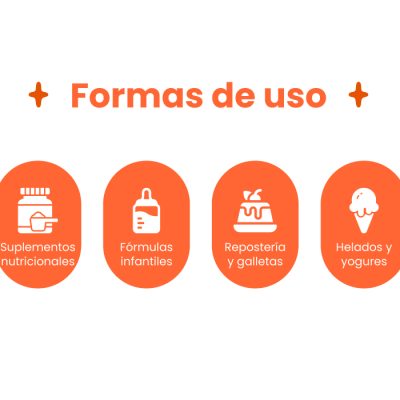 Formas de uso
Suplementos
nutricionales
Fórmulas
infantiles
Repostería
y galletas
Helados y
yogures